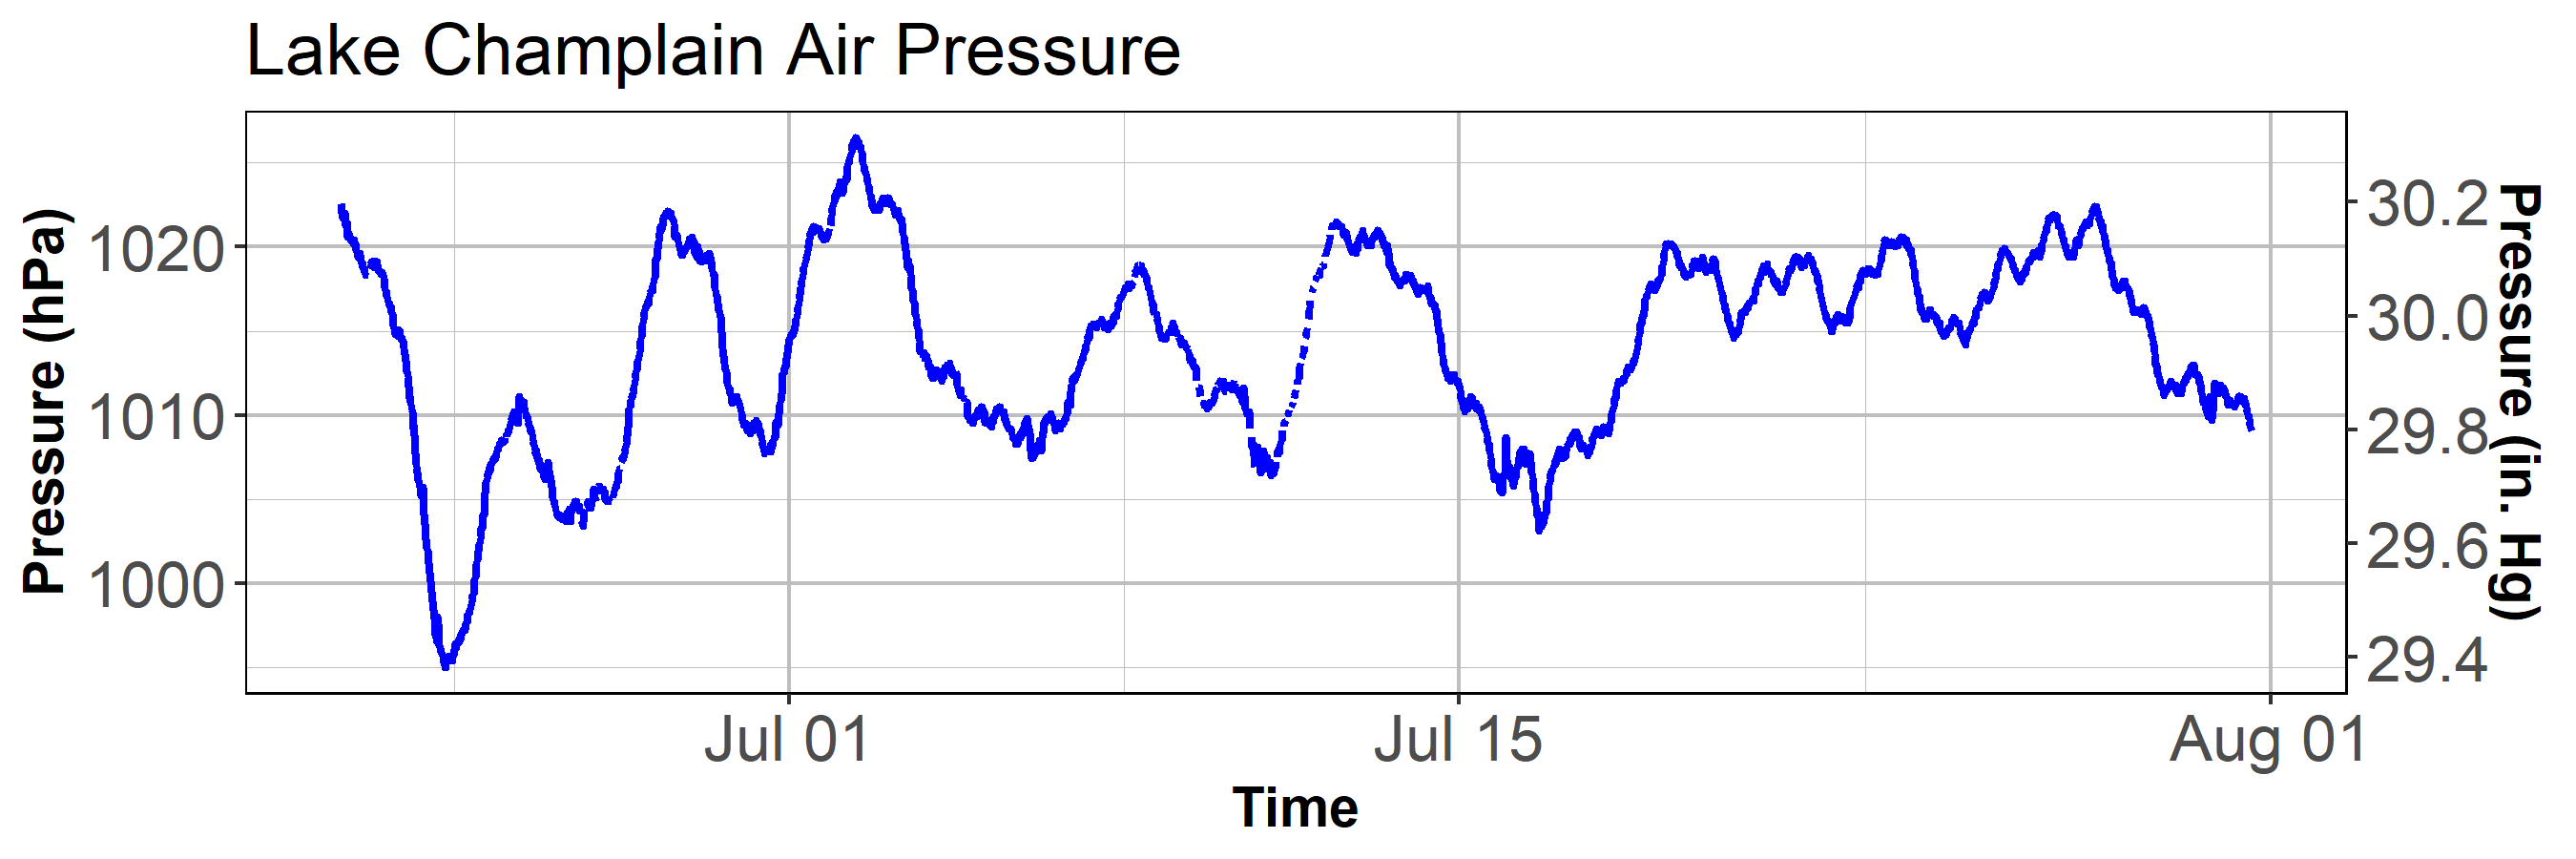 Lake Champlain Air Pressure
Pressure (hPa)
1020
1010
1000
30.2
30.0
29.8
29.6
29.4
Pressure (in. Hg)
Jul 01
Jul 15
Aug 01
Time